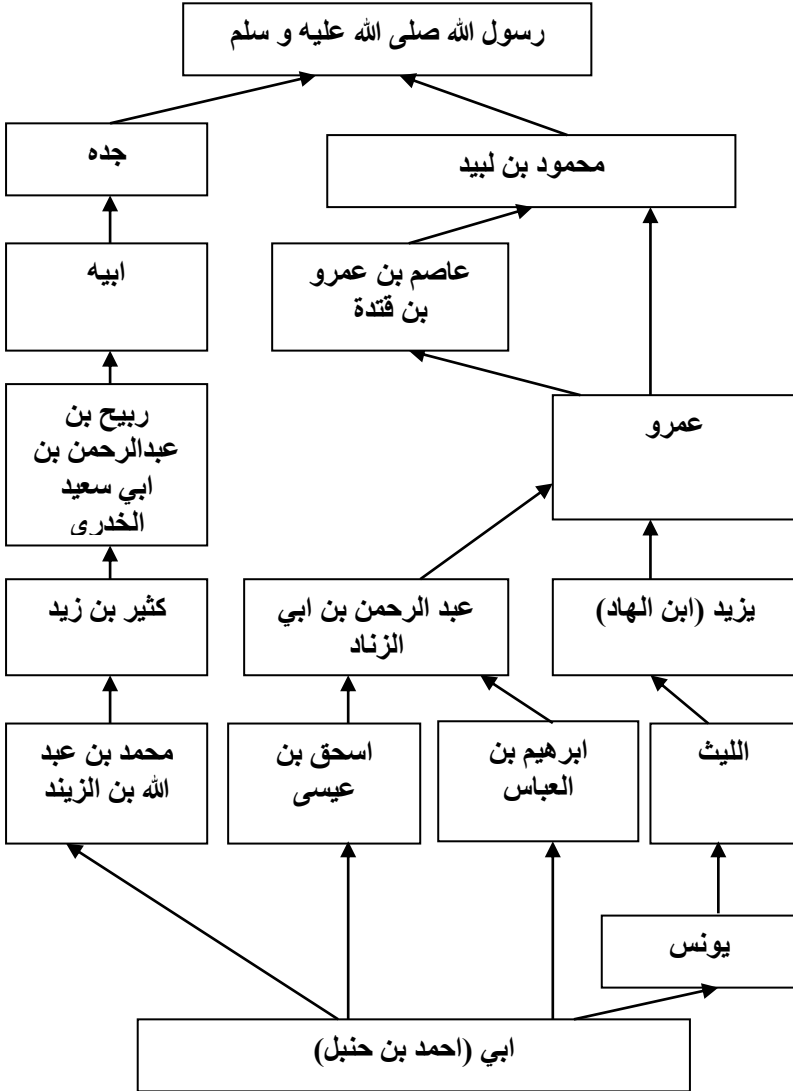 رسول الله صلى الله عليه و سلم
جده
محمود بن لبيد
ابيه
عاصم بن عمرو
بن قتدة
ربيح بن
عبدالرحمن بن
ابي سعيد
الخدري
عمرو
كثير بن زيد
عبد الرحمن بن ابي
الزناد
يزيد (ابن الهاد)
محمد بن عبد
الله بن الزيند
اسحق بن
عيسى
ابرهيم بن
العباس
الليث
يونس
ابي (احمد بن حنبل)